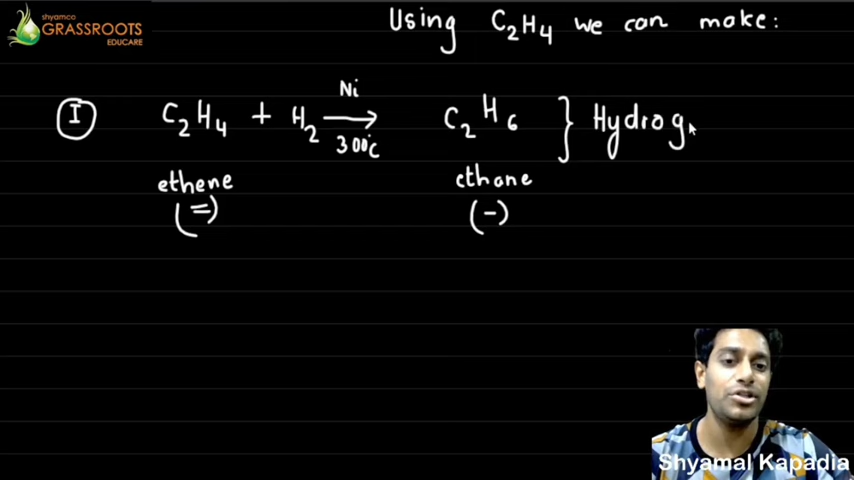 shyamco
GRASSROOTS
EDUCARE
Using C₂H₄ we can make:
I C₂H₄ + H₂ Ni → 300°C C₂H₆ } Hydrog
ethene ethane
(=) (-)
Shyamal Kapadia